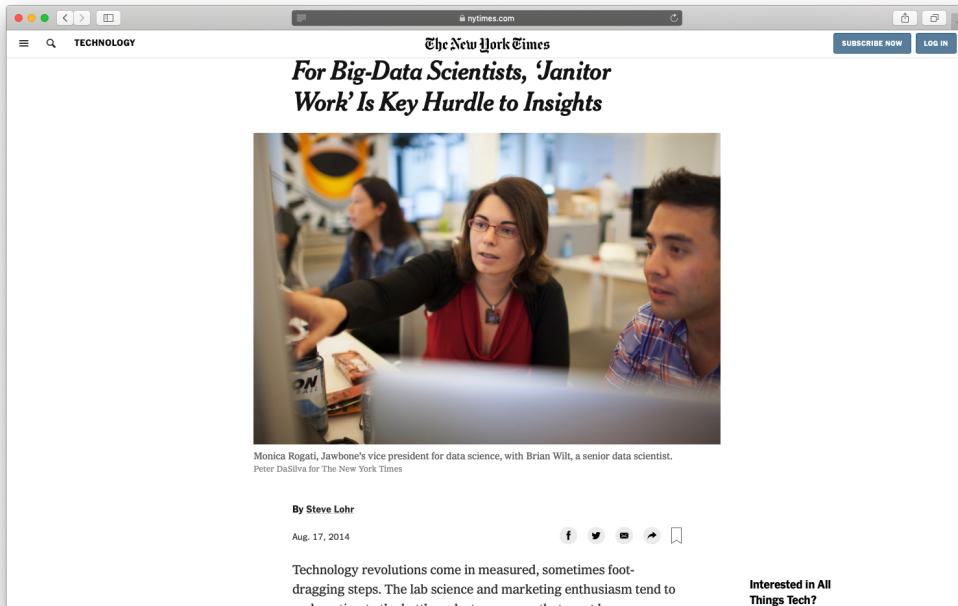 nytimes.com
TECHNOLOGY
The New York Times
SUBSCRIBE NOW
LOG IN
For Big-Data Scientists, ‘Janitor
Work’ Is Key Hurdle to Insights
ON
Monica Rogati, Jawbone's vice president for data science, with Brian Wilt, a senior data scientist.
Peter DaSilva for The New York Times
By Steve Lohr
Aug. 17, 2014
Technology revolutions come in measured, sometimes foot-
dragging steps. The lab science and marketing enthusiasm tend to
Interested in All
Things Tech?